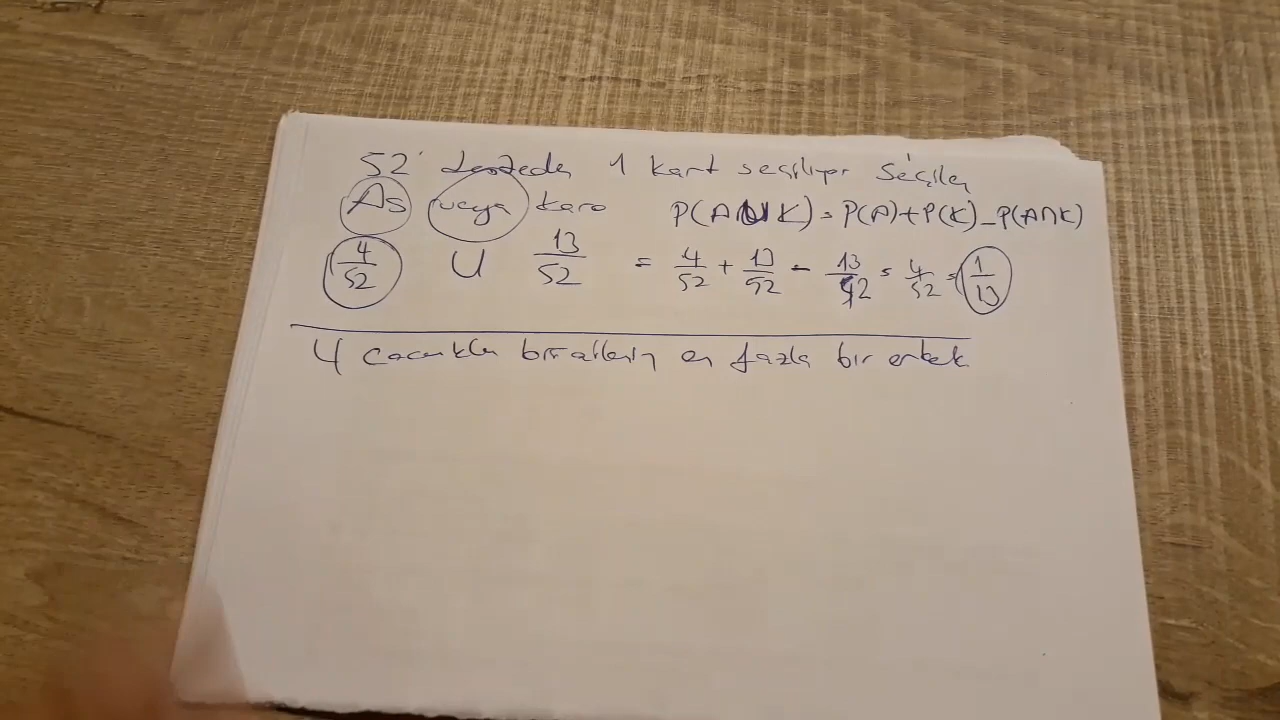 52' desteden 1 kart seçiliyor seçilen
As veya karo P(A U K) = P(A)+P(K)-P(A∩K)
4/52 U 13/52 = 4/52 + 13/52 - 13/52 = 4/52 = 1/13
4 çocuklu bir ailenin en fazla bir erkek